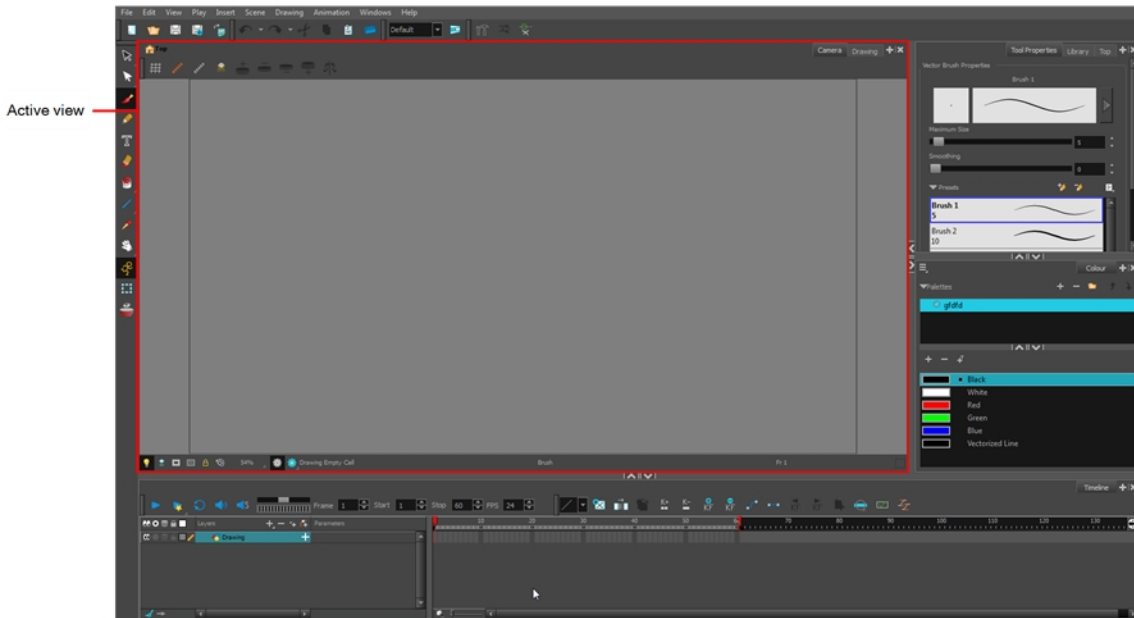 File Edit View Play Insert Scene Drawing Animation Windows Help
Default
Top
Camera Drawing
Tool Properties Library Top
Vector Brush Properties
Brush 1
Active view
Maximum Size
5
Smoothing
0
Presets
Brush 1
5
Brush 2
10
Colour
Palettes
gfdfd
Black
White
Red
Green
Blue
Vectorized Line
34% Drawing Empty Cell Brush Fr 1
Timeline
Frame 1 Start 1 Stop 60 FPS 24
Layers Parameters 10 20 30 40 50 60 70 80 90 100 110 120 130
Drawing